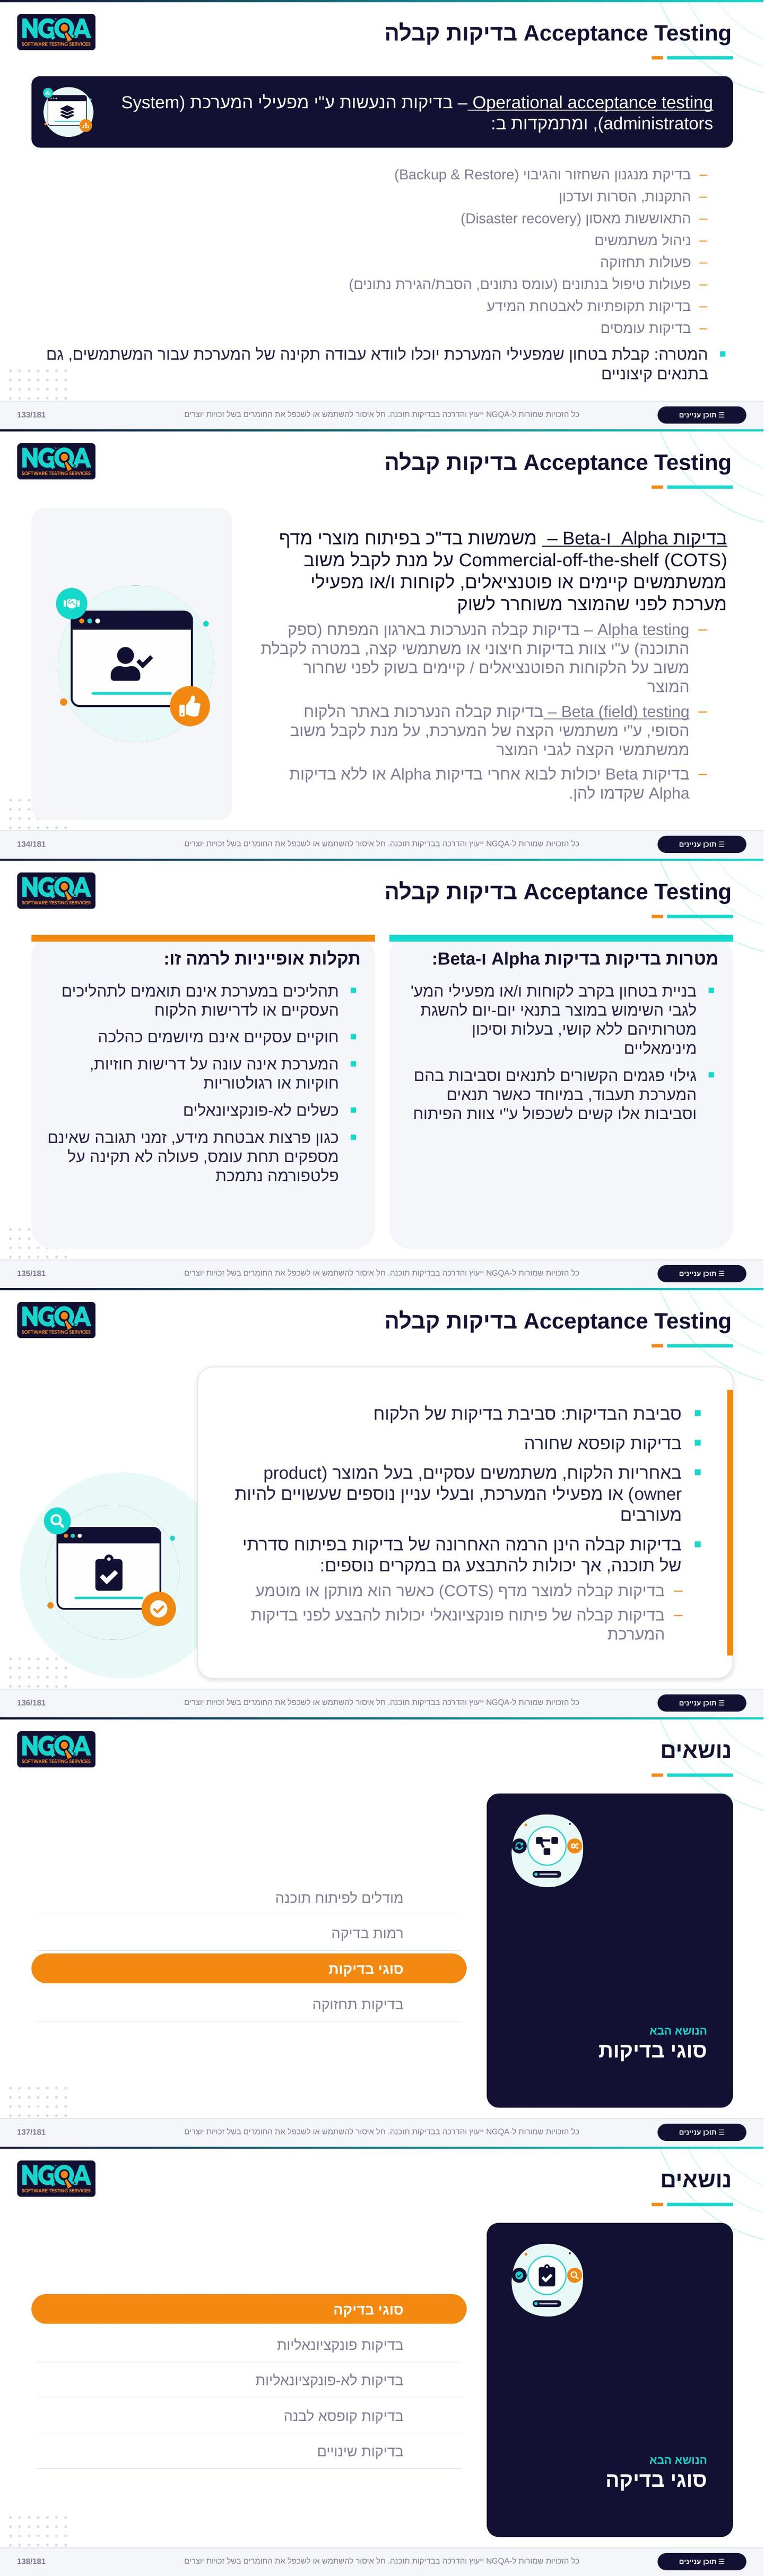 NGQA
SOFTWARE TESTING SERVICES
בדיקות קבלה Acceptance Testing
Operational acceptance testing – בדיקות הנעשות ע"י מפעילי המערכת (System
administrators), ומתמקדות ב:
– בדיקת מנגנון השחזור והגיבוי (Backup & Restore)
– התקנות, הסרות ועדכון
– התאוששות מאסון (Disaster recovery)
– ניהול משתמשים
– פעולות תחזוקה
– פעולות טיפול בנתונים (עומס נתונים, הסבת/הגירת נתונים)
– בדיקות תקופתיות לאבטחת המידע
– בדיקות עומסים
המטרה: קבלת בטחון שמפעילי המערכת יוכלו לוודא עבודה תקינה של המערכת עבור המשתמשים, גם
בתנאים קיצוניים
☰ תוכן עניינים
כל הזכויות שמורות ל-NGQA ייעוץ והדרכה בבדיקות תוכנה. חל איסור להשתמש או לשכפל את החומרים בשל זכויות יוצרים
133/181
NGQA
SOFTWARE TESTING SERVICES
בדיקות קבלה Acceptance Testing
בדיקות Alpha ו-Beta – משמשות בד"כ בפיתוח מוצרי מדף
Commercial-off-the-shelf (COTS) על מנת לקבל משוב
ממשתמשים קיימים או פוטנציאלים, לקוחות ו/או מפעילי
מערכת לפני שהמוצר משוחרר לשוק
– Alpha testing – בדיקות קבלה הנערכות בארגון המפתח (ספק
התוכנה) ע"י צוות בדיקות חיצוני או משתמשי קצה, במטרה לקבלת
משוב על הלקוחות הפוטנציאלים / קיימים בשוק לפני שחרור
המוצר
– Beta (field) testing – בדיקות קבלה הנערכות באתר הלקוח
הסופי, ע"י משתמשי הקצה של המערכת, על מנת לקבל משוב
ממשתמשי הקצה לגבי המוצר
– בדיקות Beta יכולות לבוא אחרי בדיקות Alpha או ללא בדיקות
Alpha שקדמו להן.
☰ תוכן עניינים
כל הזכויות שמורות ל-NGQA ייעוץ והדרכה בבדיקות תוכנה. חל איסור להשתמש או לשכפל את החומרים בשל זכויות יוצרים
134/181
NGQA
SOFTWARE TESTING SERVICES
בדיקות קבלה Acceptance Testing
מטרות בדיקות בדיקות Alpha ו-Beta:
בניית בטחון בקרב לקוחות ו/או מפעילי המע'
לגבי השימוש במוצר בתנאי יום-יום להשגת
מטרותיהם ללא קושי, בעלות וסיכון
מינימאליים
גילוי פגמים הקשורים לתנאים וסביבות בהם
המערכת תעבוד, במיוחד כאשר תנאים
וסביבות אלו קשים לשכפול ע"י צוות הפיתוח
תקלות אופייניות לרמה זו:
תהליכים במערכת אינם תואמים לתהליכים
העסקיים או לדרישות הלקוח
חוקיים עסקיים אינם מיושמים כהלכה
המערכת אינה עונה על דרישות חוזיות,
חוקיות או רגולטוריות
כשלים לא-פונקציונאלים
כגון פרצות אבטחת מידע, זמני תגובה שאינם
מספקים תחת עומס, פעולה לא תקינה על
פלטפורמה נתמכת
☰ תוכן עניינים
כל הזכויות שמורות ל-NGQA ייעוץ והדרכה בבדיקות תוכנה. חל איסור להשתמש או לשכפל את החומרים בשל זכויות יוצרים
135/181
NGQA
SOFTWARE TESTING SERVICES
בדיקות קבלה Acceptance Testing
סביבת הבדיקות: סביבת בדיקות של הלקוח
בדיקות קופסא שחורה
באחריות הלקוח, משתמשים עסקיים, בעל המוצר (product
owner) או מפעילי המערכת, ובעלי עניין נוספים שעשויים להיות
מעורבים
בדיקות קבלה הינן הרמה האחרונה של בדיקות בפיתוח סדרתי
של תוכנה, אך יכולות להתבצע גם במקרים נוספים:
– בדיקות קבלה למוצר מדף (COTS) כאשר הוא מותקן או מוטמע
– בדיקות קבלה של פיתוח פונקציונאלי יכולות להבצע לפני בדיקות
המערכת
☰ תוכן עניינים
כל הזכויות שמורות ל-NGQA ייעוץ והדרכה בבדיקות תוכנה. חל איסור להשתמש או לשכפל את החומרים בשל זכויות יוצרים
136/181
NGQA
SOFTWARE TESTING SERVICES
נושאים
הנושא הבא
סוגי בדיקות
מודלים לפיתוח תוכנה
רמות בדיקה
סוגי בדיקות
בדיקות תחזוקה
☰ תוכן עניינים
כל הזכויות שמורות ל-NGQA ייעוץ והדרכה בבדיקות תוכנה. חל איסור להשתמש או לשכפל את החומרים בשל זכויות יוצרים
137/181
NGQA
SOFTWARE TESTING SERVICES
נושאים
הנושא הבא
סוגי בדיקה
סוגי בדיקה
בדיקות פונקציונאליות
בדיקות לא-פונקציונאליות
בדיקות קופסא לבנה
בדיקות שינויים
☰ תוכן עניינים
כל הזכויות שמורות ל-NGQA ייעוץ והדרכה בבדיקות תוכנה. חל איסור להשתמש או לשכפל את החומרים בשל זכויות יוצרים
138/181